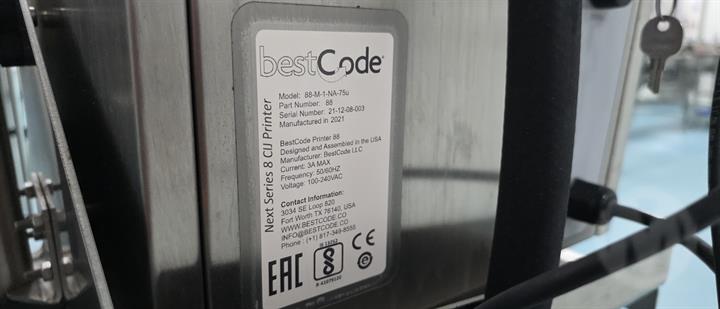 bestCode
Next Series 8 CIJ Printer
Model: 88-M-1-NA-75u
Part Number: 88
Serial Number: 21-12-08-003
Manufactured in 2021
BestCode Printer 88
Designed and Assembled in the USA
Manufacturer: BestCode LLC
Current: 3A MAX
Frequency: 50/60HZ
Voltage: 100-240VAC
Contact Information:
3034 SE Loop 820
Fort Worth TX 76140, USA
WWW.BESTCODE.CO
INFO@BESTCODE.CO
Phone : (+1) 817-349-8555
EAC
CE